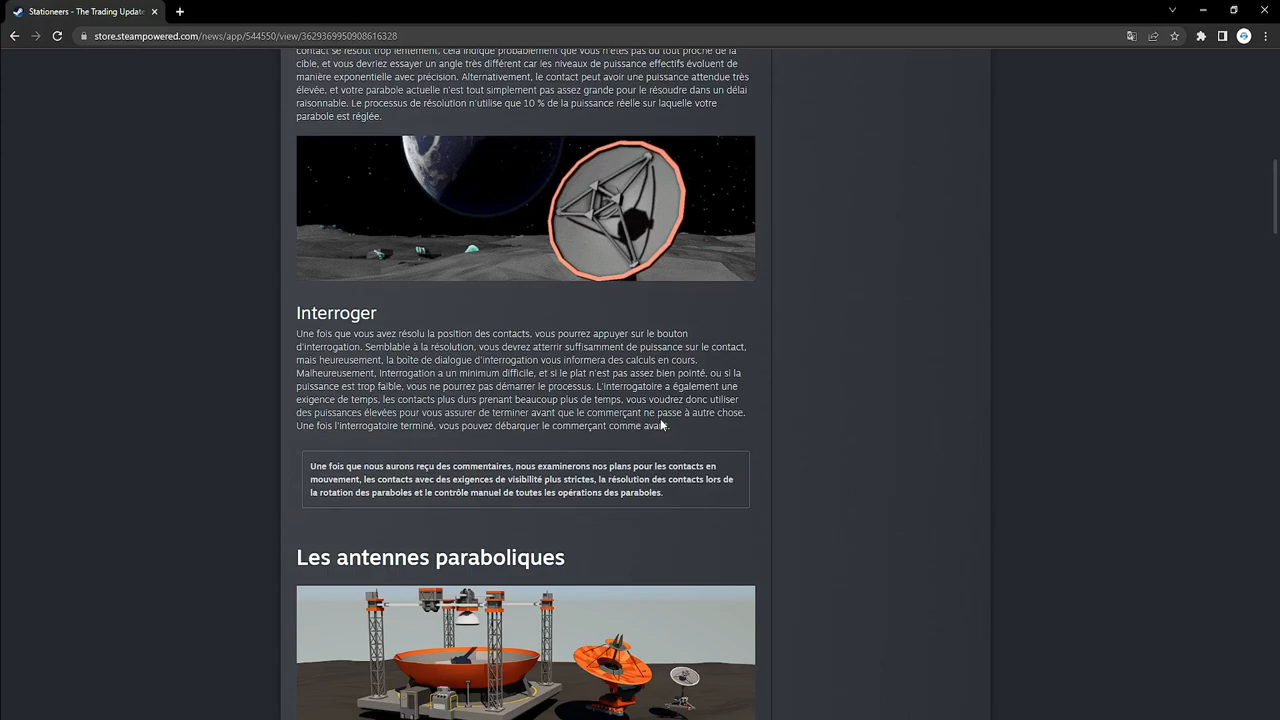 Stationeers - The Trading Update
store.steampowered.com/news/app/544550/view/3629369950908616328
contact se résout trop lentement, cela indique probablement que vous n'êtes pas du tout proche de la
cible, et vous devriez essayer un angle très différent car les niveaux de puissance effectifs évoluent de
manière exponentielle avec précision. Alternativement, le contact peut avoir une puissance attendue très
élevée, et votre parabole actuelle n'est tout simplement pas assez grande pour le résoudre dans un délai
raisonnable. Le processus de résolution n'utilise que 10 % de la puissance réelle sur laquelle votre
parabole est réglée.
Interroger
Une fois que vous avez résolu la position des contacts, vous pourrez appuyer sur le bouton
d'interrogation. Semblable à la résolution, vous devrez atterrir suffisamment de puissance sur le contact,
mais heureusement, la boîte de dialogue d'interrogation vous informera des calculs en cours.
Malheureusement, Interrogation a un minimum difficile, et si le plat n'est pas assez bien pointé, ou si la
puissance est trop faible, vous ne pourrez pas démarrer le processus. L'interrogatoire a également une
exigence de temps, les contacts plus durs prenant beaucoup plus de temps, vous voudrez donc utiliser
des puissances élevées pour vous assurer de terminer avant que le commerçant ne passe à autre chose.
Une fois l'interrogatoire terminé, vous pouvez débarquer le commerçant comme avant.
Une fois que nous aurons reçu des commentaires, nous examinerons nos plans pour les contacts en
mouvement, les contacts avec des exigences de visibilité plus strictes, la résolution des contacts lors de
la rotation des paraboles et le contrôle manuel de toutes les opérations des paraboles.
Les antennes paraboliques